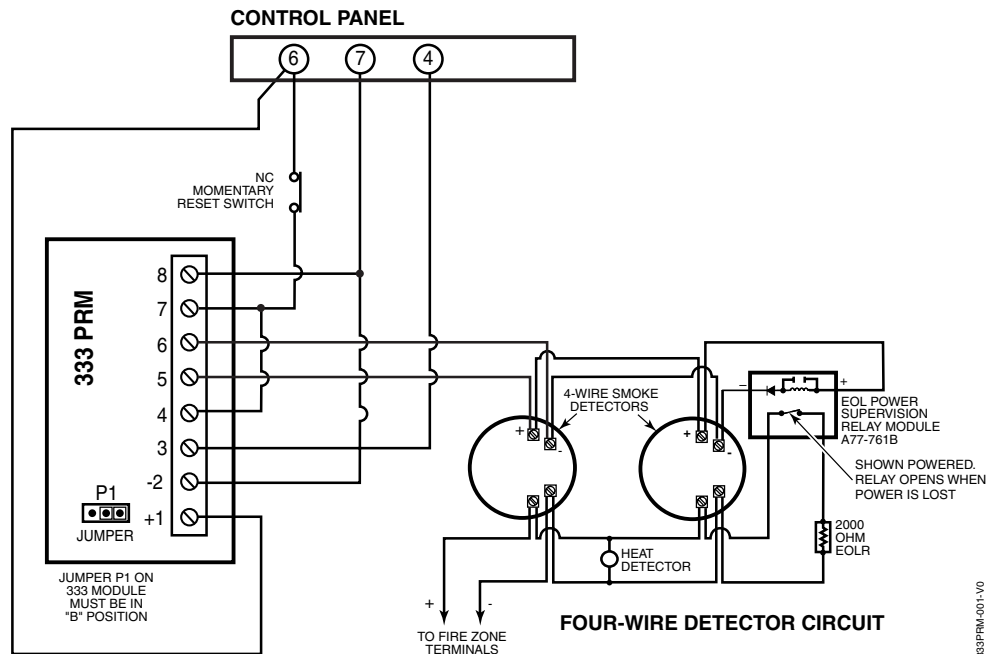 CONTROL PANEL
6
7
4
NC
MOMENTARY
RESET SWITCH
333 PRM
8
7
6
5
4
3
-2
+1
P1
JUMPER
JUMPER P1 ON
333 MODULE
MUST BE IN
"B" POSITION
4-WIRE SMOKE
DETECTORS
+
-
+
-
–
+
EOL POWER
SUPERVISION
RELAY MODULE
A77-761B
SHOWN POWERED.
RELAY OPENS WHEN
POWER IS LOST
2000
OHM
EOLR
HEAT
DETECTOR
+
-
TO FIRE ZONE
TERMINALS
FOUR-WIRE DETECTOR CIRCUIT
333PRM-001-V0